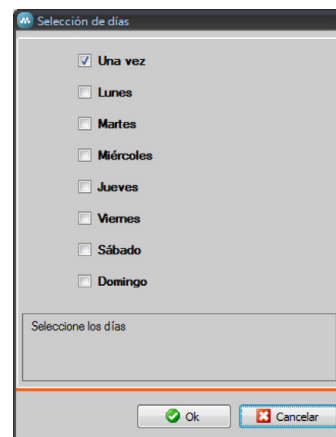 Selección de días
Una vez
Lunes
Martes
Miércoles
Jueves
Viernes
Sábado
Domingo
Seleccione los días
Ok
Cancelar